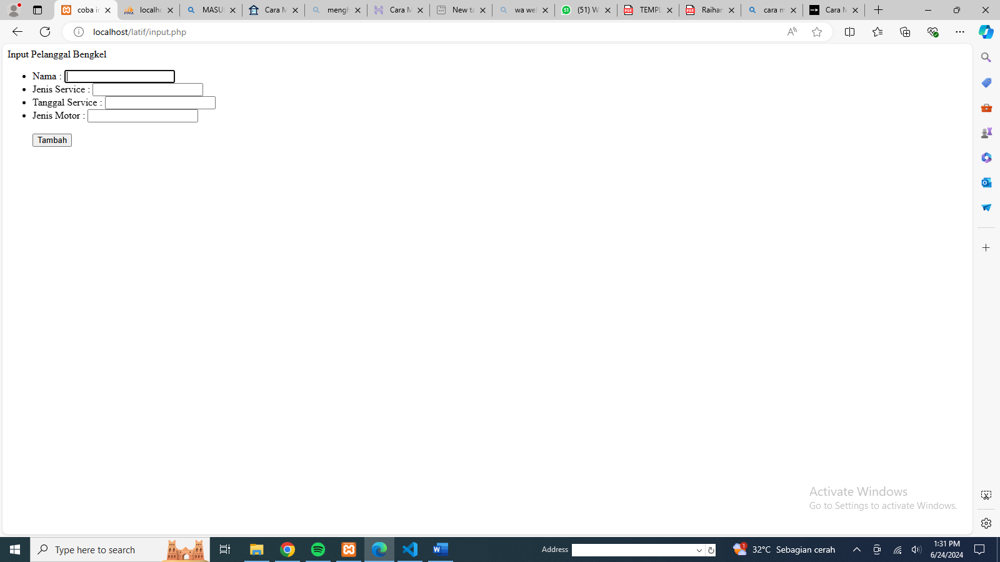 coba i
localho
MASU
Cara M
mengh
Cara M
New ta
wa wel
(51) W
TEMPL
Raihan
cara m
Cara M
localhost/latif/input.php
Input Pelanggal Bengkel
Nama :
Jenis Service :
Tanggal Service :
Jenis Motor :
Tambah
Activate Windows
Go to Settings to activate Windows.
Type here to search
Address
32°C Sebagian cerah
1:31 PM
6/24/2024